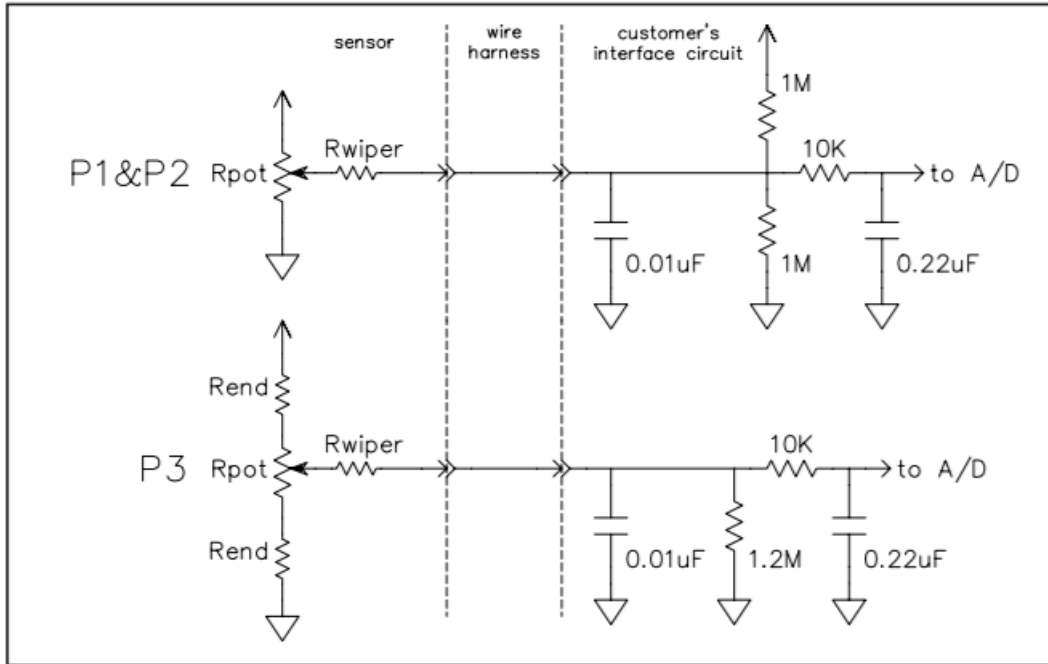 sensor
wire
harness
customer's
interface circuit
1M
P1&P2
Rpot
Rwiper
10K
to A/D
0.01uF
1M
0.22uF
Rend
P3
Rpot
Rwiper
10K
to A/D
Rend
0.01uF
1.2M
0.22uF